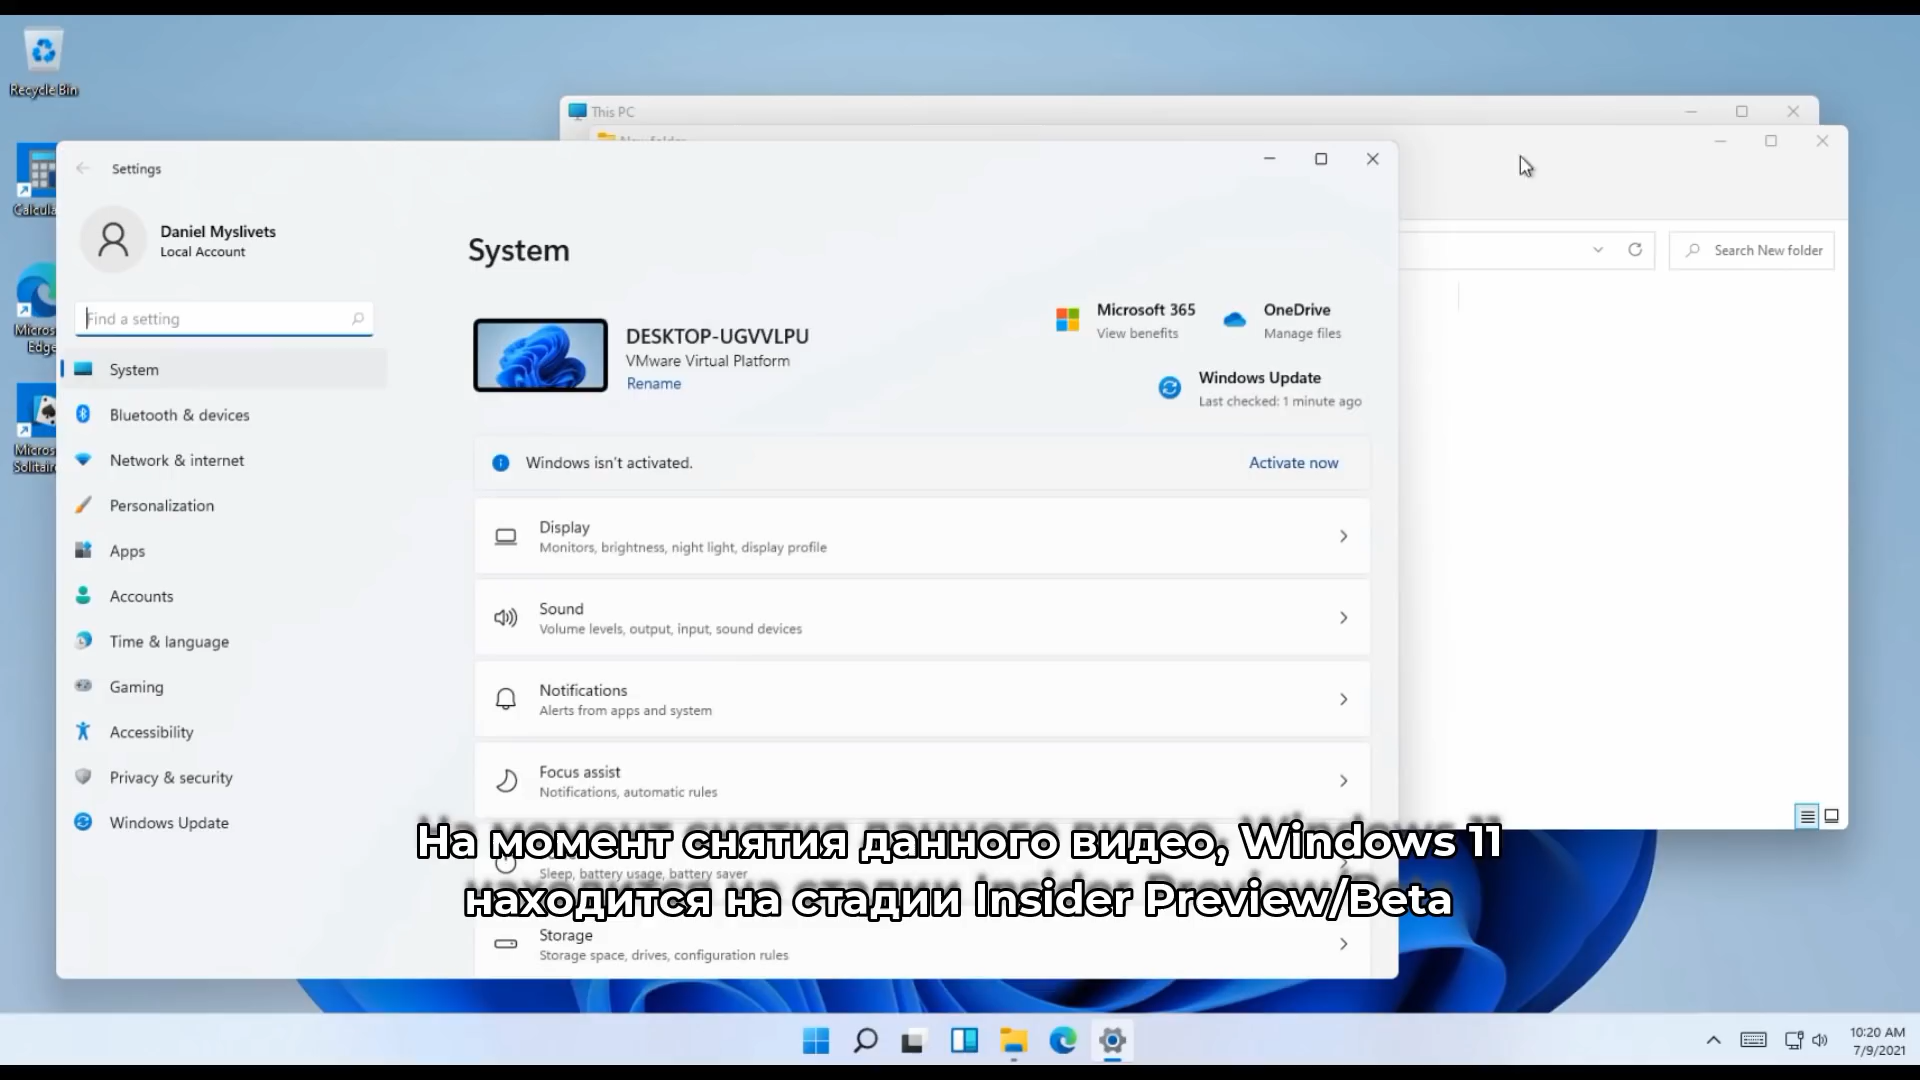 Recycle Bin
This PC
New folder
Settings
Daniel Myslivets
Local Account
Find a setting
System
Bluetooth & devices
Network & internet
Personalization
Apps
Accounts
Time & language
Gaming
Accessibility
Privacy & security
Windows Update
System
DESKTOP-UGVVLPU
VMware Virtual Platform
Rename
Microsoft 365
View benefits
OneDrive
Manage files
Windows Update
Last checked: 1 minute ago
Windows isn't activated.
Activate now
Display
Monitors, brightness, night light, display profile
Sound
Volume levels, output, input, sound devices
Notifications
Alerts from apps and system
Focus assist
Notifications, automatic rules
Sleep, battery usage, battery saver
Storage
Storage space, drives, configuration rules
Search New folder
На момент снятия данного видео, Windows 11
находится на стадии Insider Preview/Beta
10:20 AM
7/9/2021